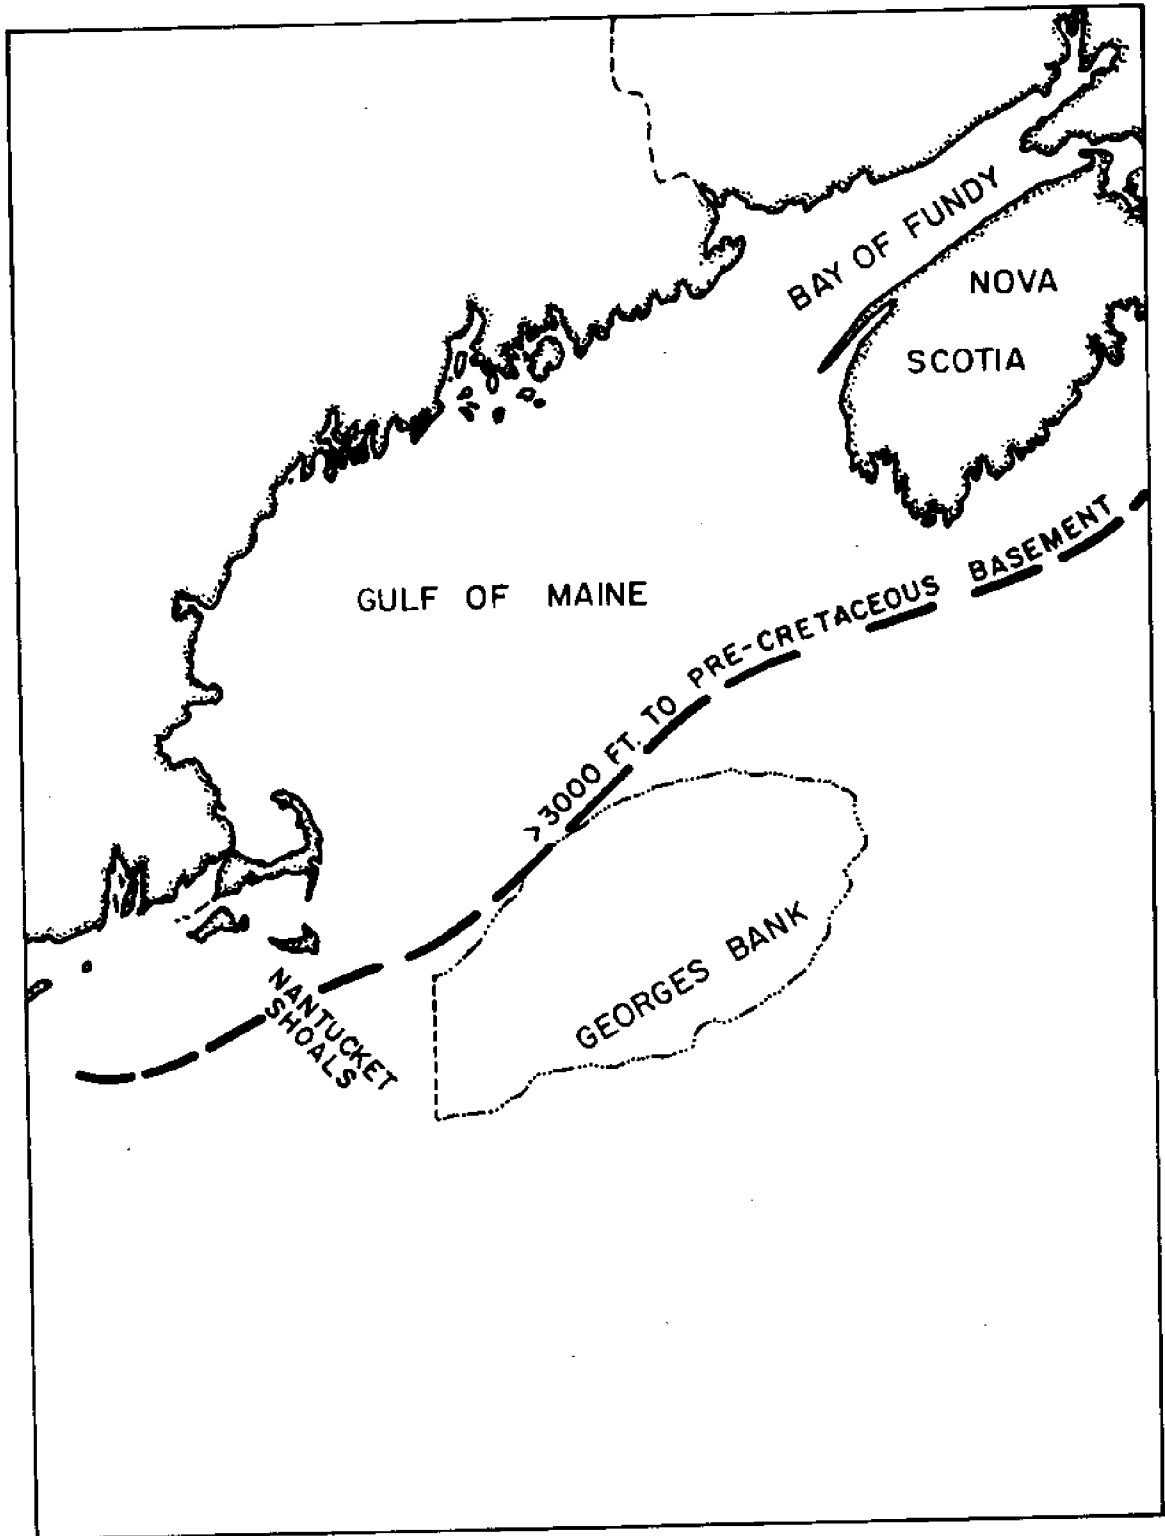 BAY OF FUNDY
NOVA
SCOTIA
GULF OF MAINE
>3000 FT. TO PRE-CRETACEOUS BASEMENT
GEORGES BANK
NANTUCKET
SHOALS